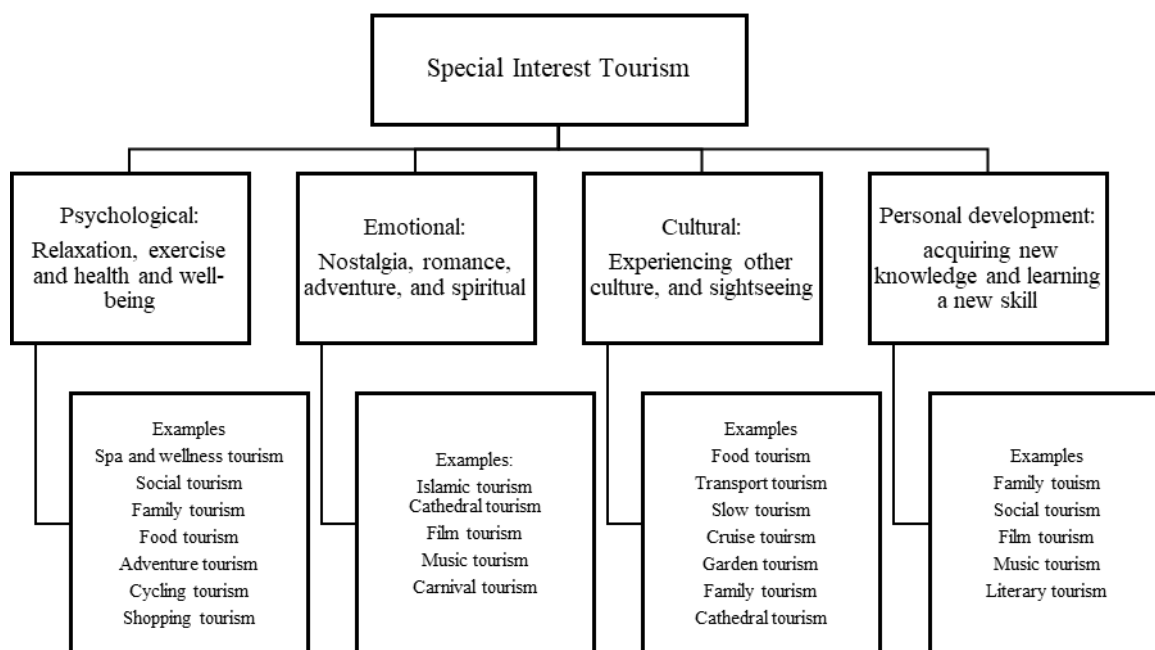 Special Interest Tourism
Psychological:
Relaxation, exercise
and health and well-
being
Emotional:
Nostalgia, romance,
adventure, and spiritual
Cultural:
Experiencing other
culture, and sightseeing
Personal development:
acquiring new
knowledge and learning
a new skill
Examples
Spa and wellness tourism
Social tourism
Family tourism
Food tourism
Adventure tourism
Cycling tourism
Shopping tourism
Examples:
Islamic tourism
Cathedral tourism
Film tourism
Music tourism
Carnival tourism
Examples
Food tourism
Transport tourism
Slow tourism
Cruise touirsm
Garden tourism
Family tourism
Cathedral tourism
Examples
Family touism
Social tourism
Film tourism
Music tourism
Literary tourism